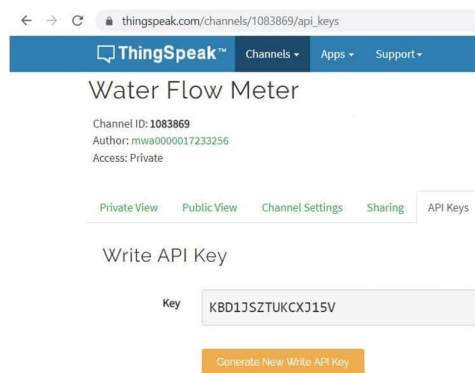 thingspeak.com/channels/1083869/api_keys
ThingSpeak™ Channels Apps Support
Water Flow Meter
Channel ID: 1083869
Author: mwa0000017233256
Access: Private
Private View Public View Channel Settings Sharing API Keys
Write API Key
Key KBD1JSZTUKCXJ15V
Generate New Write API Key